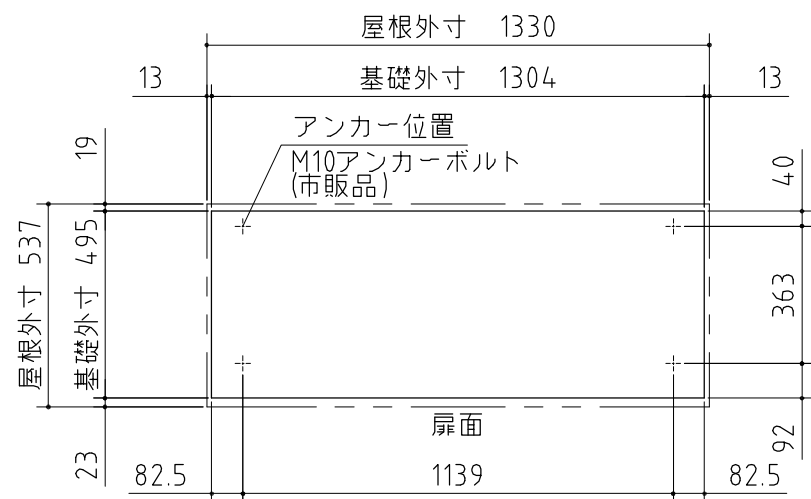 屋根外寸 1330
13
基礎外寸 1304
13
アンカー位置
M10アンカーボルト
(市販品)
19
40
屋根外寸 537
基礎外寸 495
363
扉面
23
92
82.5
1139
82.5